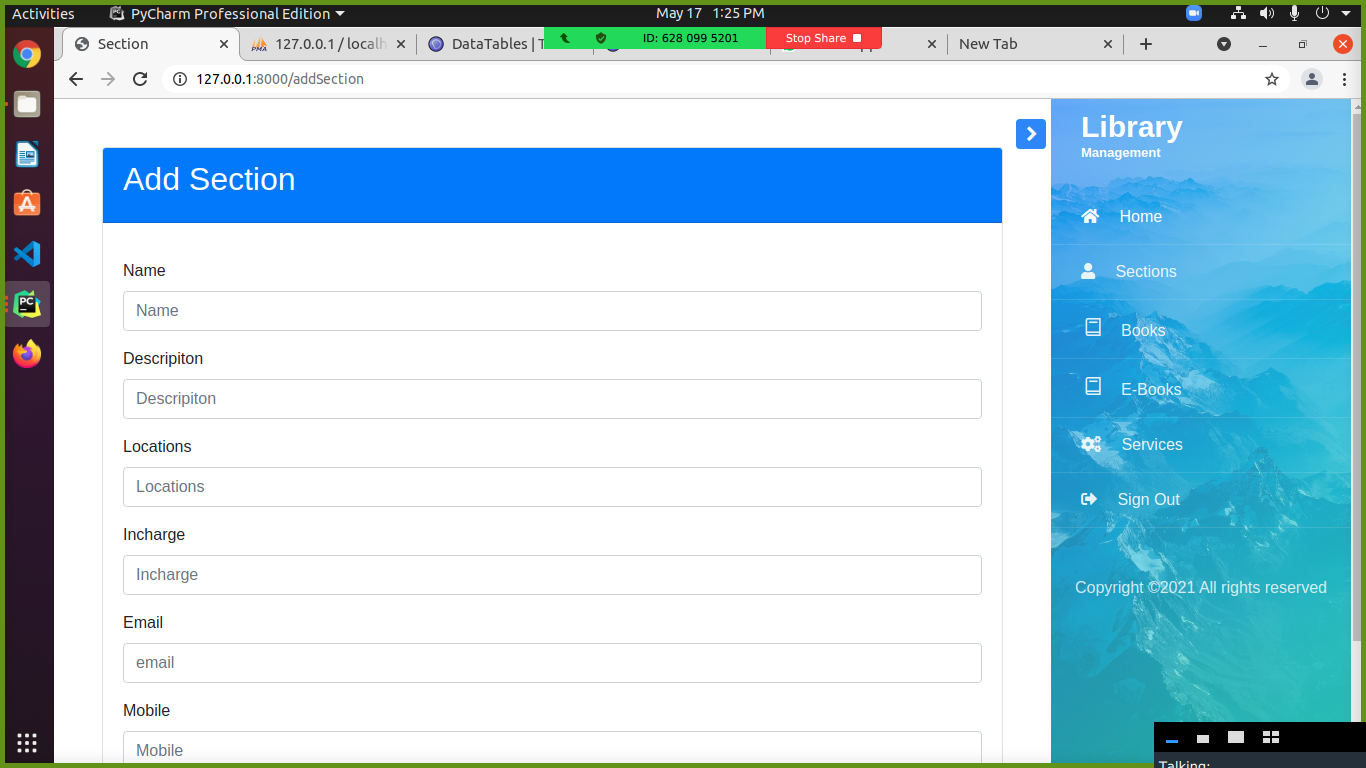 Activities PyCharm Professional Edition May 17 1:25 PM
Section 127.0.0.1 / localh DataTables | T ID: 628 099 5201 Stop Share New Tab
127.0.0.1:8000/addSection
Library
Management
Add Section
Home
Sections
Books
E-Books
Services
Sign Out
Copyright ©2021 All rights reserved
Name
Name
Descripiton
Descripiton
Locations
Locations
Incharge
Incharge
Email
email
Mobile
Mobile
Talking: